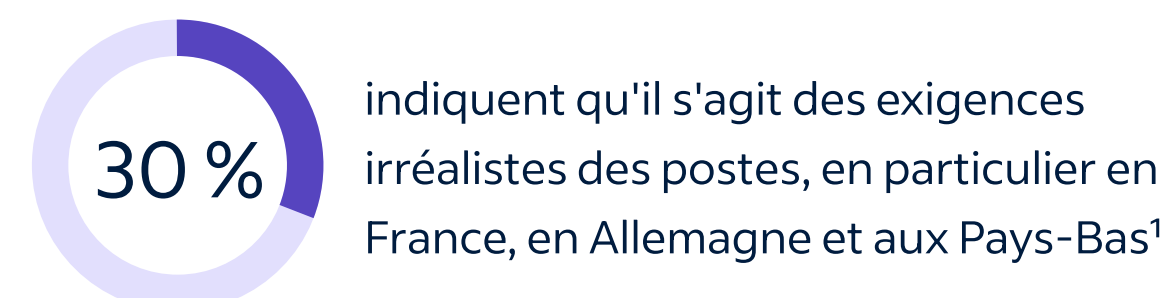 30 %
indiquent qu'il s'agit des exigences
irréalistes des postes, en particulier en
France, en Allemagne et aux Pays-Bas¹